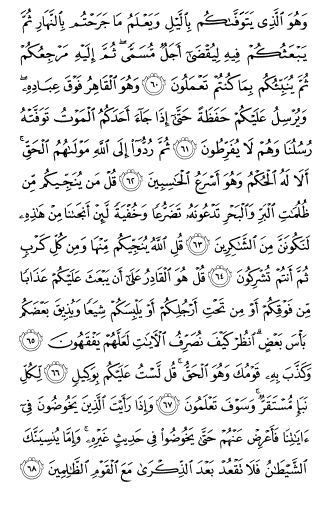 وَهُوَ ٱلَّذِى يَتَوَفَّىٰكُم بِٱلَّيْلِ وَيَعْلَمُ مَا جَرَحْتُم بِٱلنَّهَارِ ثُمَّ
يَبْعَثُكُمْ فِيهِ لِيُقْضَىٰٓ أَجَلٌ مُّسَمًّى ۖ ثُمَّ إِلَيْهِ مَرْجِعُكُمْ
ثُمَّ يُنَبِّئُكُم بِمَا كُنتُمْ تَعْمَلُونَ ٦٠ وَهُوَ ٱلْقَاهِرُ فَوْقَ عِبَادِهِۦ ۖ
وَيُرْسِلُ عَلَيْكُمْ حَفَظَةً حَتَّىٰٓ إِذَا جَآءَ أَحَدَكُمُ ٱلْمَوْتُ تَوَفَّتْهُ
رُسُلُنَا وَهُمْ لَا يُفَرِّطُونَ ٦١ ثُمَّ رُدُّوٓا۟ إِلَى ٱللَّهِ مَوْلَىٰهُمُ ٱلْحَقِّ ۚ
أَلَا لَهُ ٱلْحُكْمُ وَهُوَ أَسْرَعُ ٱلْحَـٰسِبِينَ ٦٢ قُلْ مَن يُنَجِّيكُم مِّن
ظُلُمَـٰتِ ٱلْبَرِّ وَٱلْبَحْرِ تَدْعُونَهُۥ تَضَرُّعًا وَخُفْيَةً لَّئِنْ أَنجَىٰنَا مِنْ هَـٰذِهِۦ
لَنَكُونَنَّ مِنَ ٱلشَّـٰكِرِينَ ٦٣ قُلِ ٱللَّهُ يُنَجِّيكُم مِّنْهَا وَمِن كُلِّ كَرْبٍ
ثُمَّ أَنتُمْ تُشْرِكُونَ ٦٤ قُلْ هُوَ ٱلْقَادِرُ عَلَىٰٓ أَن يَبْعَثَ عَلَيْكُمْ عَذَابًا
مِّن فَوْقِكُمْ أَوْ مِن تَحْتِ أَرْجُلِكُمْ أَوْ يَلْبِسَكُمْ شِيَعًا وَيُذِيقَ بَعْضَكُم
بَأْسَ بَعْضٍ ۗ ٱنظُرْ كَيْفَ نُصَرِّفُ ٱلْـَٔايَـٰتِ لَعَلَّهُمْ يَفْقَهُونَ ٦٥
وَكَذَّبَ بِهِۦ قَوْمُكَ وَهُوَ ٱلْحَقُّ ۚ قُل لَّسْتُ عَلَيْكُم بِوَكِيلٍ ٦٦ لِّكُلِّ
نَبَإٍ مُّسْتَقَرٌّ ۚ وَسَوْفَ تَعْلَمُونَ ٦٧ وَإِذَا رَأَيْتَ ٱلَّذِينَ يَخُوضُونَ فِىٓ
ءَايَـٰتِنَا فَأَعْرِضْ عَنْهُمْ حَتَّىٰ يَخُوضُوا۟ فِى حَدِيثٍ غَيْرِهِۦ ۚ وَإِمَّا يُنسِيَنَّكَ
ٱلشَّيْطَـٰنُ فَلَا تَقْعُدْ بَعْدَ ٱلذِّكْرَىٰ مَعَ ٱلْقَوْمِ ٱلظَّـٰلِمِينَ ٦٨